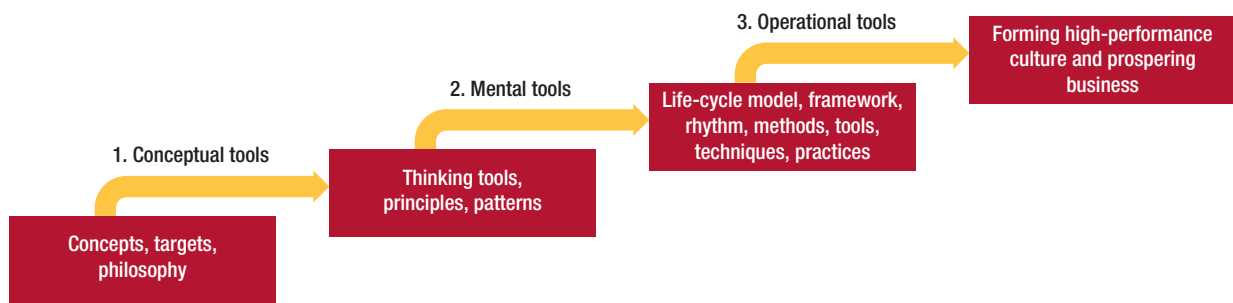 1. Conceptual tools
Concepts, targets,
philosophy
2. Mental tools
Thinking tools,
principles, patterns
3. Operational tools
Life-cycle model, framework,
rhythm, methods, tools,
techniques, practices
Forming high-performance
culture and prospering
business